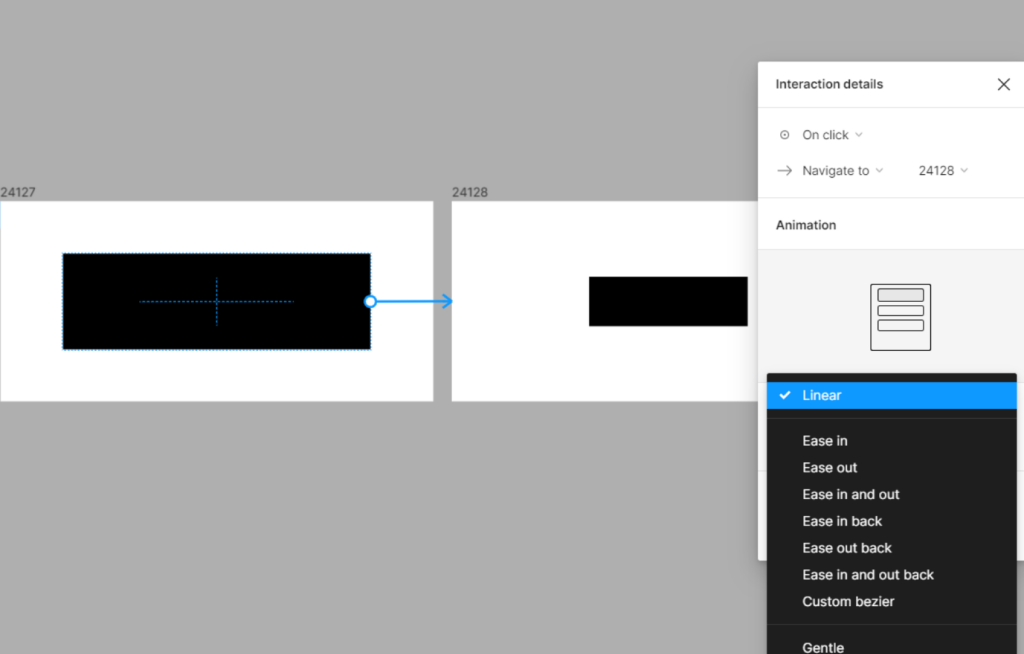 Interaction details
On click
Navigate to 24128
24127
24128
Animation
Linear
Ease in
Ease out
Ease in and out
Ease in back
Ease out back
Ease in and out back
Custom bezier
Gentle